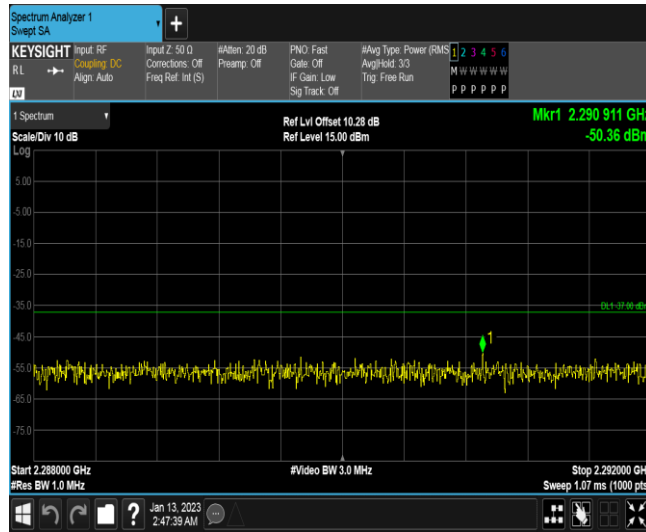 Spectrum Analyzer 1
Swept SA
+
KEYSIGHT
RL
LXI
Input: RF
Coupling: DC
Align: Auto
Input Z: 50 Ω
Corrections: Off
Freq Ref: Int (S)
#Atten: 20 dB
Preamp: Off
PNO: Fast
Gate: Off
IF Gain: Low
Sig Track: Off
#Avg Type: Power (RMS
Avg|Hold: 3/3
Trig: Free Run
1 2 3 4 5 6
M W W W W W
P P P P P P
1 Spectrum
Scale/Div 10 dB
Log
Ref Lvl Offset 10.28 dB
Ref Level 15.00 dBm
Mkr1 2.290 911 GHz
-50.36 dBm
5.00
-5.00
-15.0
-25.0
-35.0
DL1 -37.00 dBm
-45.0
1
-55.0
-65.0
-75.0
Start 2.288000 GHz
#Res BW 1.0 MHz
#Video BW 3.0 MHz
Stop 2.292000 GH
Sweep 1.07 ms (1000 pts
?
Jan 13, 2023
2:47:39 AM